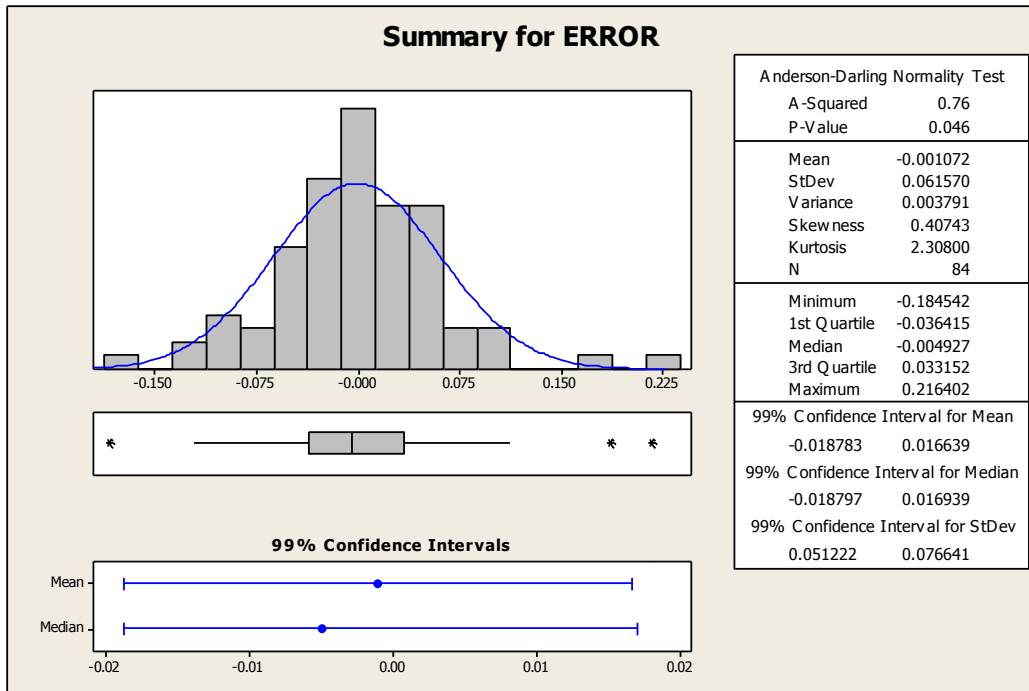 Summary for ERROR
-0.150 -0.075 -0.000 0.075 0.150 0.225
99% Confidence Intervals
Mean
Median
-0.02 -0.01 0.00 0.01 0.02
Anderson-Darling Normality Test
A-Squared 0.76
P-Value 0.046
Mean -0.001072
StDev 0.061570
Variance 0.003791
Skewness 0.40743
Kurtosis 2.30800
N 84
Minimum -0.184542
1st Quartile -0.036415
Median -0.004927
3rd Quartile 0.033152
Maximum 0.216402
99% Confidence Interval for Mean
-0.018783 0.016639
99% Confidence Interval for Median
-0.018797 0.016939
99% Confidence Interval for StDev
0.051222 0.076641